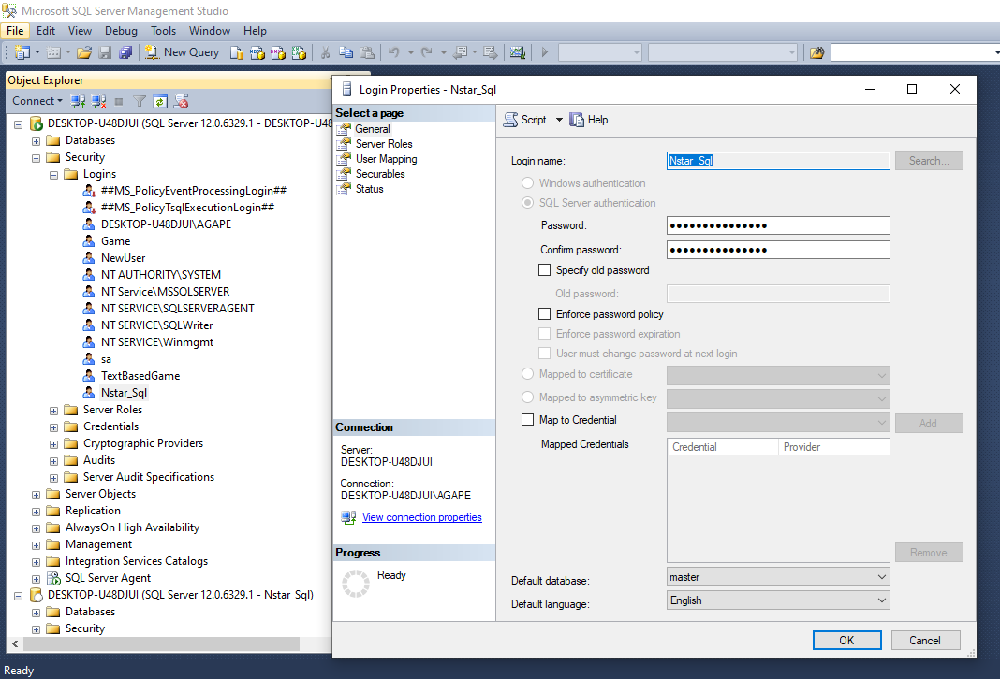 Microsoft SQL Server Management Studio
File Edit View Debug Tools Window Help
New Query
Object Explorer
Connect
DESKTOP-U48DJUI (SQL Server 12.0.6329.1 - DESKTOP-U48
Databases
Security
Logins
##MS_PolicyEventProcessingLogin##
##MS_PolicyTsqlExecutionLogin##
DESKTOP-U48DJUI\AGAPE
Game
NewUser
NT AUTHORITY\SYSTEM
NT Service\MSSQLSERVER
NT SERVICE\SQLSERVERAGENT
NT SERVICE\SQLWriter
NT SERVICE\Winmgmt
sa
TextBasedGame
Nstar_Sql
Server Roles
Credentials
Cryptographic Providers
Audits
Server Audit Specifications
Server Objects
Replication
AlwaysOn High Availability
Management
Integration Services Catalogs
SQL Server Agent
DESKTOP-U48DJUI (SQL Server 12.0.6329.1 - Nstar_Sql)
Databases
Security
Ready
Login Properties - Nstar_Sql
Select a page
General
Server Roles
User Mapping
Securables
Status
Connection
Server:
DESKTOP-U48DJUI
Connection:
DESKTOP-U48DJUI\AGAPE
View connection properties
Progress
Ready
Script Help
Login name: Nstar_Sql Search...
Windows authentication
SQL Server authentication
Password: ●●●●●●●●●●●●●●●
Confirm password: ●●●●●●●●●●●●●●●
Specify old password
Old password:
Enforce password policy
Enforce password expiration
User must change password at next login
Mapped to certificate
Mapped to asymmetric key
Map to Credential Add
Mapped Credentials Credential Provider
Remove
Default database: master
Default language: English
OK Cancel